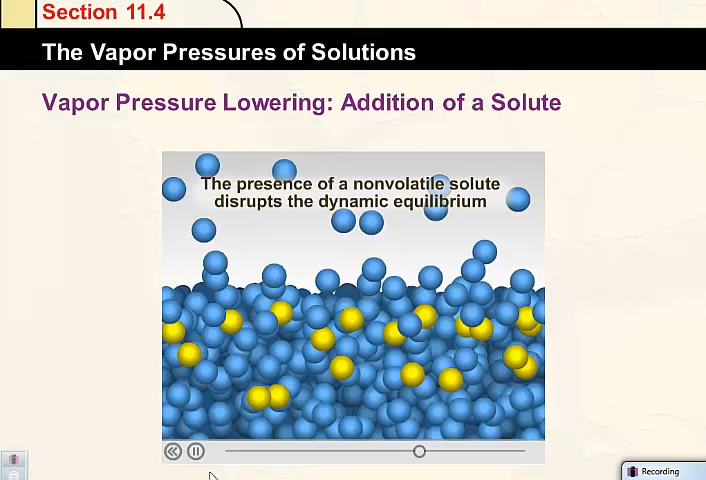 Section 11.4
The Vapor Pressures of Solutions
Vapor Pressure Lowering: Addition of a Solute
The presence of a nonvolatile solute
disrupts the dynamic equilibrium
Recording